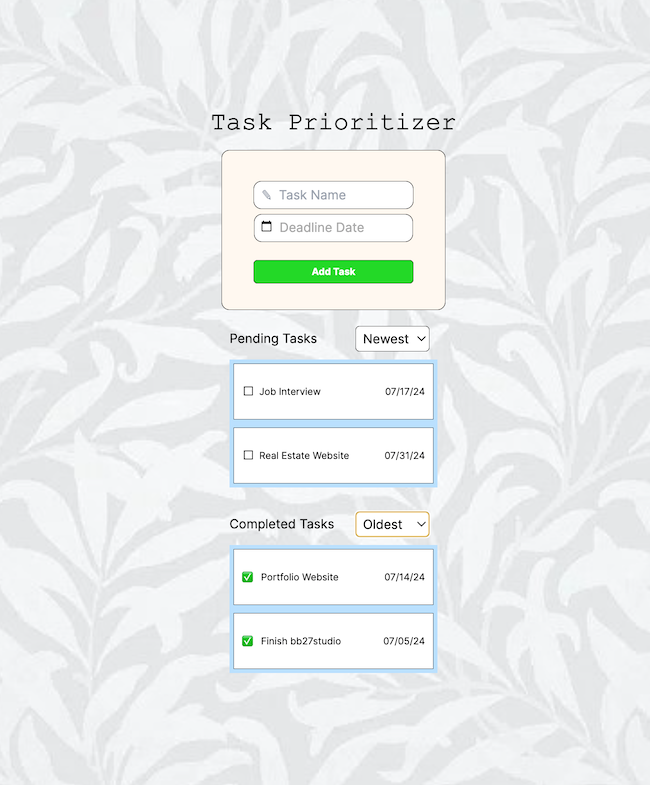 Task Prioritizer
Task Name
Deadline Date
Add Task
Pending Tasks Newest
Job Interview 07/17/24
Real Estate Website 07/31/24
Completed Tasks Oldest
Portfolio Website 07/14/24
Finish bb27studio 07/05/24